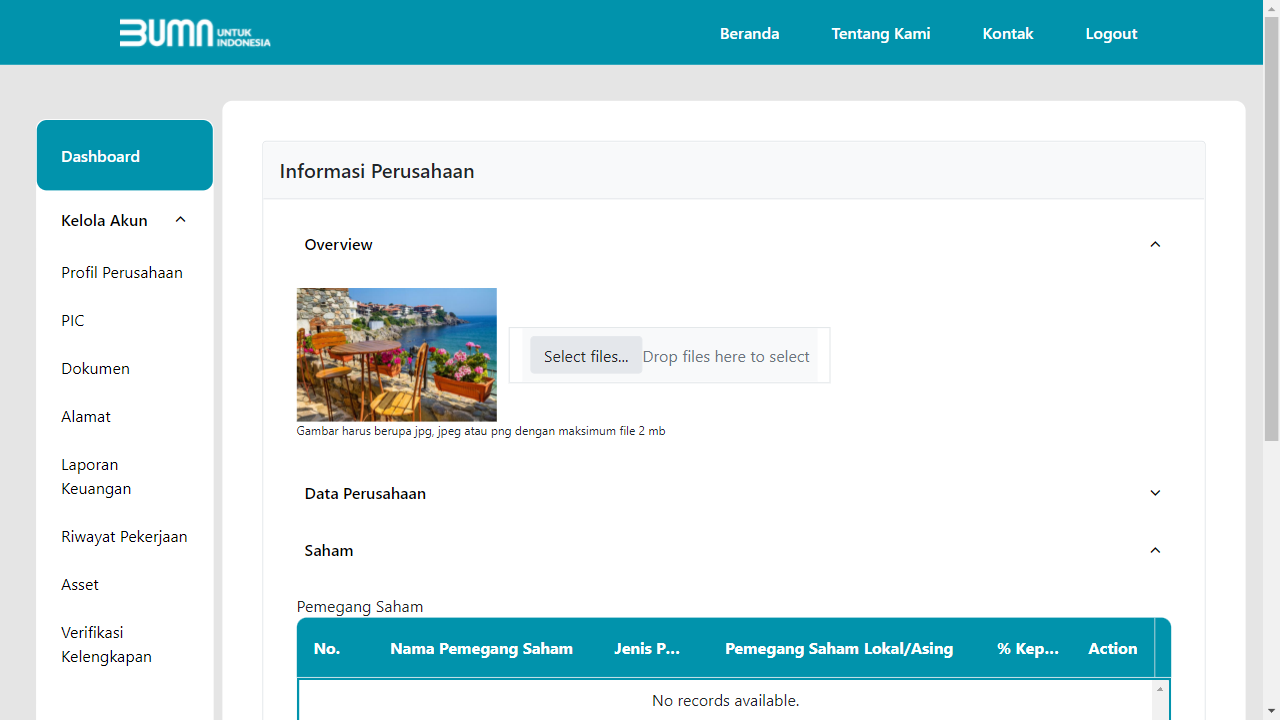 BUMN UNTUK INDONESIA
Beranda
Tentang Kami
Kontak
Logout
Dashboard
Kelola Akun
Profil Perusahaan
PIC
Dokumen
Alamat
Laporan
Keuangan
Riwayat Pekerjaan
Asset
Verifikasi
Kelengkapan
Informasi Perusahaan
Overview
Select files...
Drop files here to select
Gambar harus berupa jpg, jpeg atau png dengan maksimum file 2 mb
Data Perusahaan
Saham
Pemegang Saham
No.
Nama Pemegang Saham
Jenis P...
Pemegang Saham Lokal/Asing
% Kep...
Action
No records available.